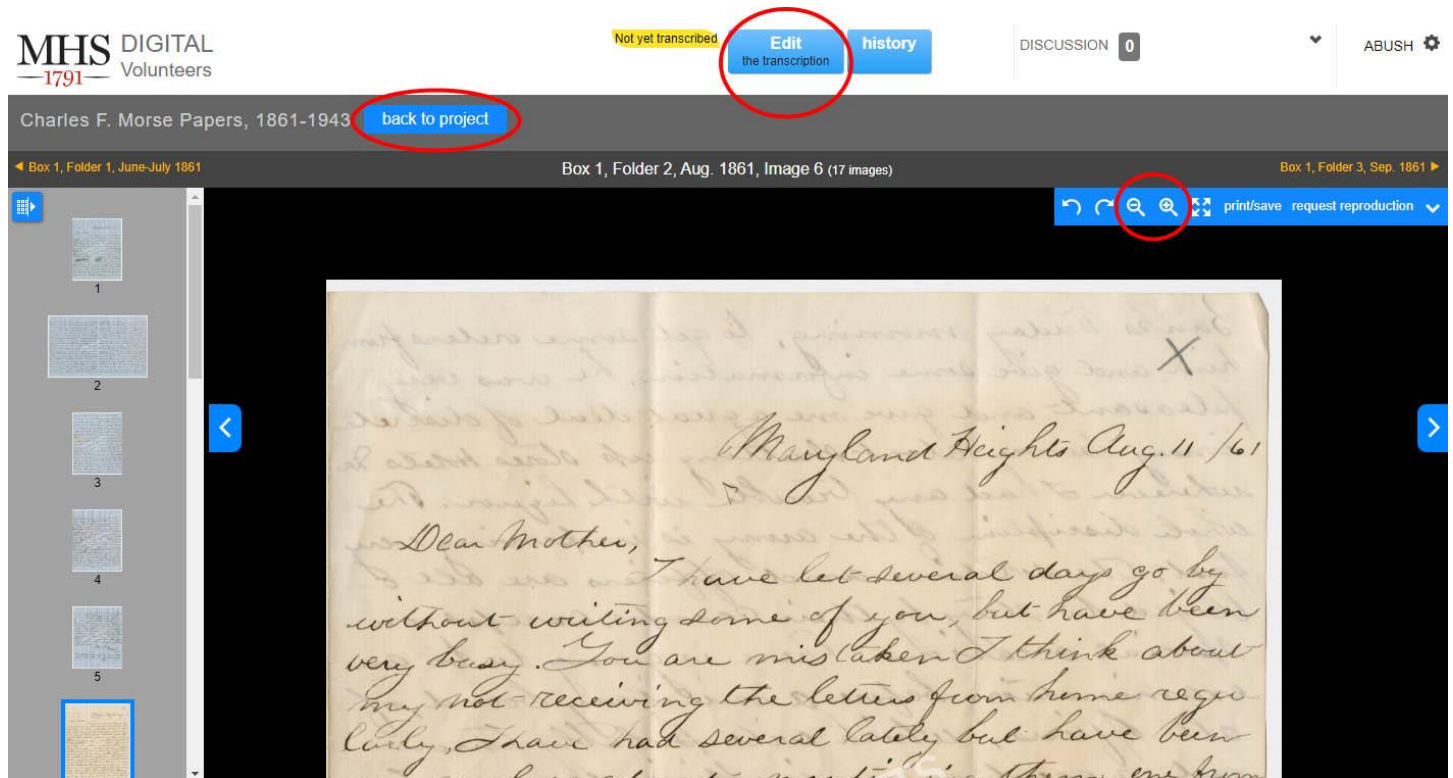 MHS DIGITAL
1791 Volunteers
Not yet transcribed
Edit
the transcription
history
DISCUSSION 0
ABUSH
Charles F. Morse Papers, 1861-1943
back to project
Box 1, Folder 1, June-July 1861
Box 1, Folder 2, Aug. 1861, Image 6 (17 images)
Box 1, Folder 3, Sep. 1861
print/save request reproduction
1
2
3
4
5
X
Maryland Heights Aug. 11 /61
Dear Mother,
I have let several days go by
without writing some of you, but have been
very busy. You are mistaken I think about
my not receiving the letters from home regu
larly, I have had several lately but have been
them one from